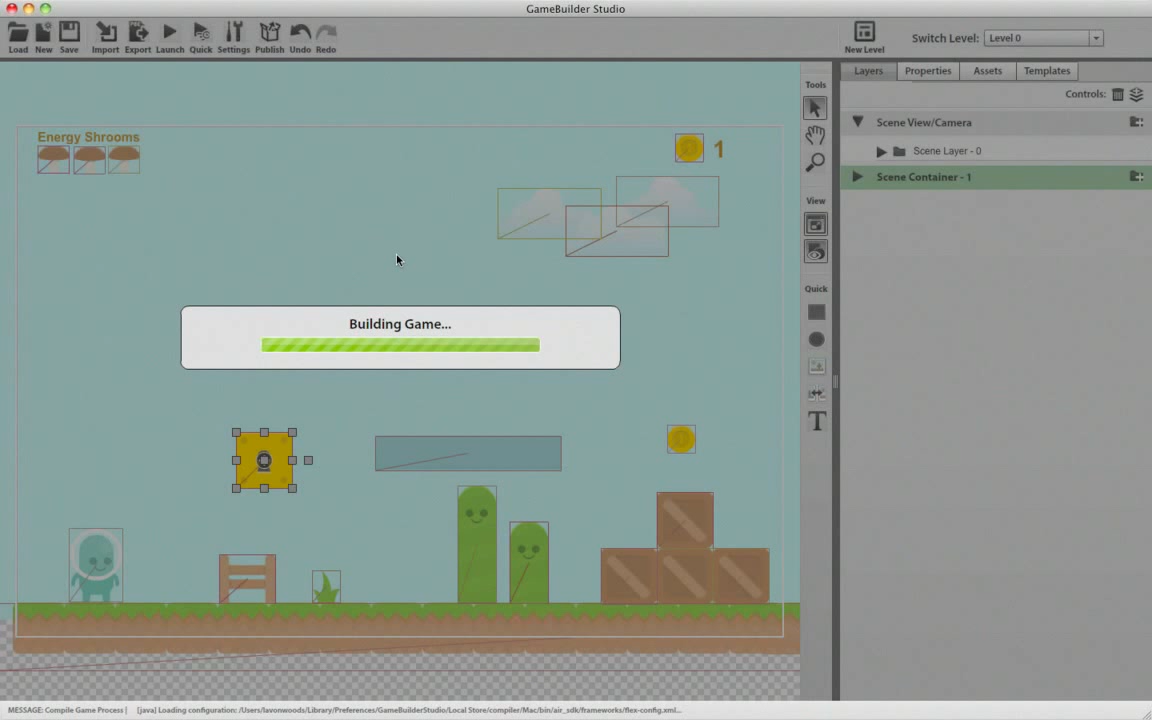 GameBuilder Studio
Load New Save Import Export Launch Quick Settings Publish Undo Redo
New Level
Switch Level: Level 0
Layers Properties Assets Templates
Controls:
Scene View/Camera
Scene Layer - 0
Scene Container - 1
Tools
View
Quick
T
Energy Shrooms
1
Building Game...
MESSAGE: Compile Game Process | [java] Loading configuration: /Users/lavonwoods/Library/Preferences/GameBuilderStudio/Local Store/compiler/Mac/bin/air_sdk/frameworks/flex-config.xml...